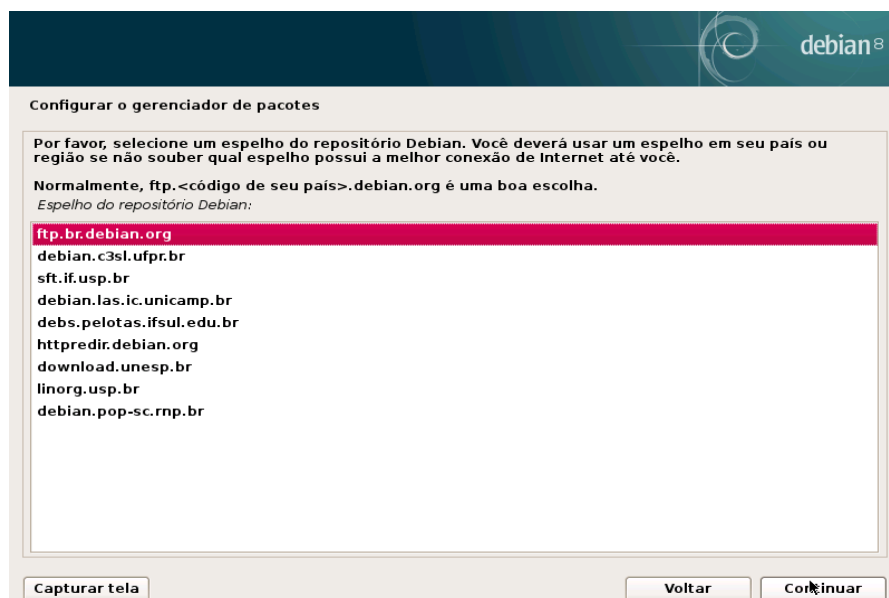 debian 8
Configurar o gerenciador de pacotes
Por favor, selecione um espelho do repositório Debian. Você deverá usar um espelho em seu país ou
região se não souber qual espelho possui a melhor conexão de Internet até você.
Normalmente, ftp.<código de seu país>.debian.org é uma boa escolha.
Espelho do repositório Debian:
ftp.br.debian.org
debian.c3sl.ufpr.br
sft.if.usp.br
debian.las.ic.unicamp.br
debs.pelotas.ifsul.edu.br
httpredir.debian.org
download.unesp.br
linorg.usp.br
debian.pop-sc.rnp.br
Capturar tela
Voltar
Continuar